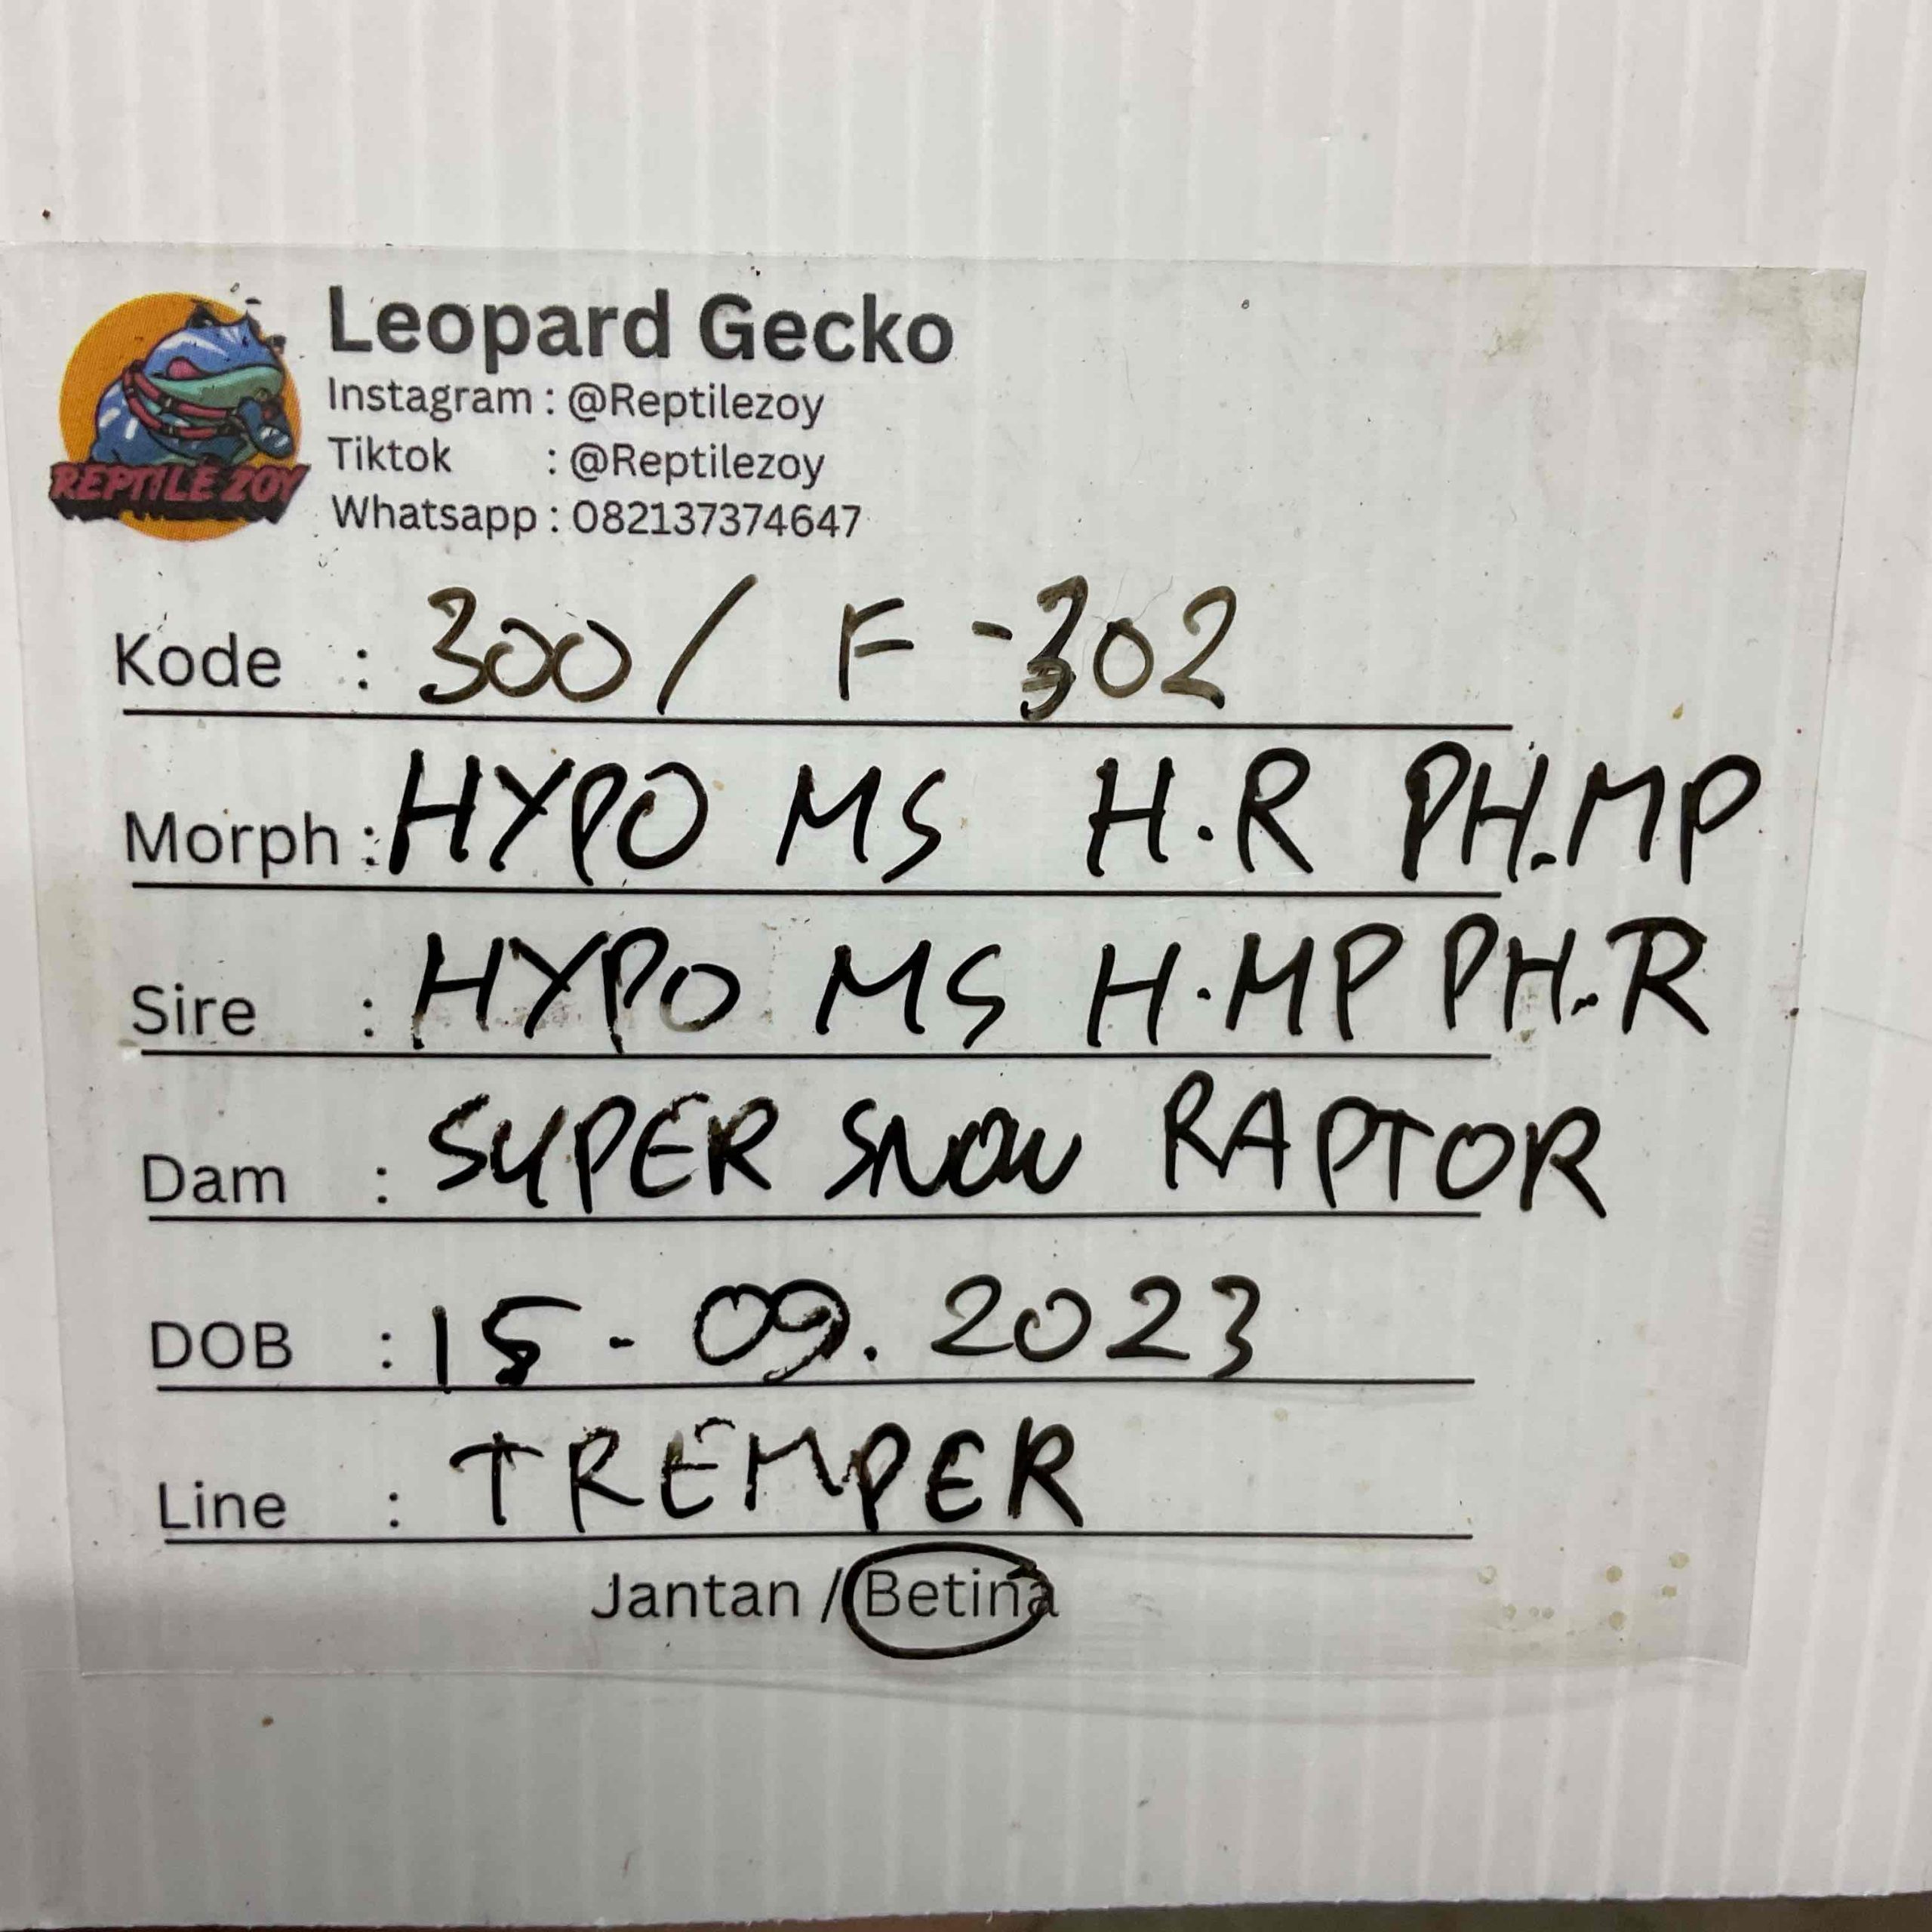 REPTILE ZOY
Leopard Gecko
Instagram : @Reptilezoy
Tiktok : @Reptilezoy
Whatsapp : 082137374647
Kode : 300 / F -302
Morph : HYPO MS H.R PH.MP
Sire : HYPO MS H.MP PH.R
Dam : SUPER SNOW RAPTOR
DOB : 15 - 09. 2023
Line : TREMPER
Jantan / Betina